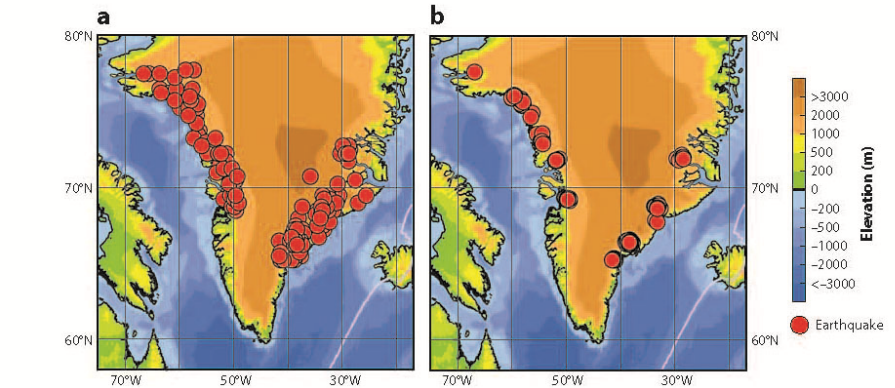 a
b
80°N
80°N
70°N
70°N
60°N
60°N
70°W
50°W
30°W
70°W
50°W
30°W
>3000
2000
1000
500
200
0
−200
−500
−1000
−2000
<−3000
Elevation (m)
Earthquake